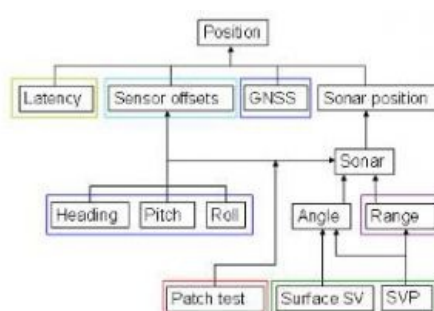 Position
Latency Sensor offsets GNSS Sonar position
Sonar
Heading Pitch Roll Angle Range
Patch test Surface SV SVP